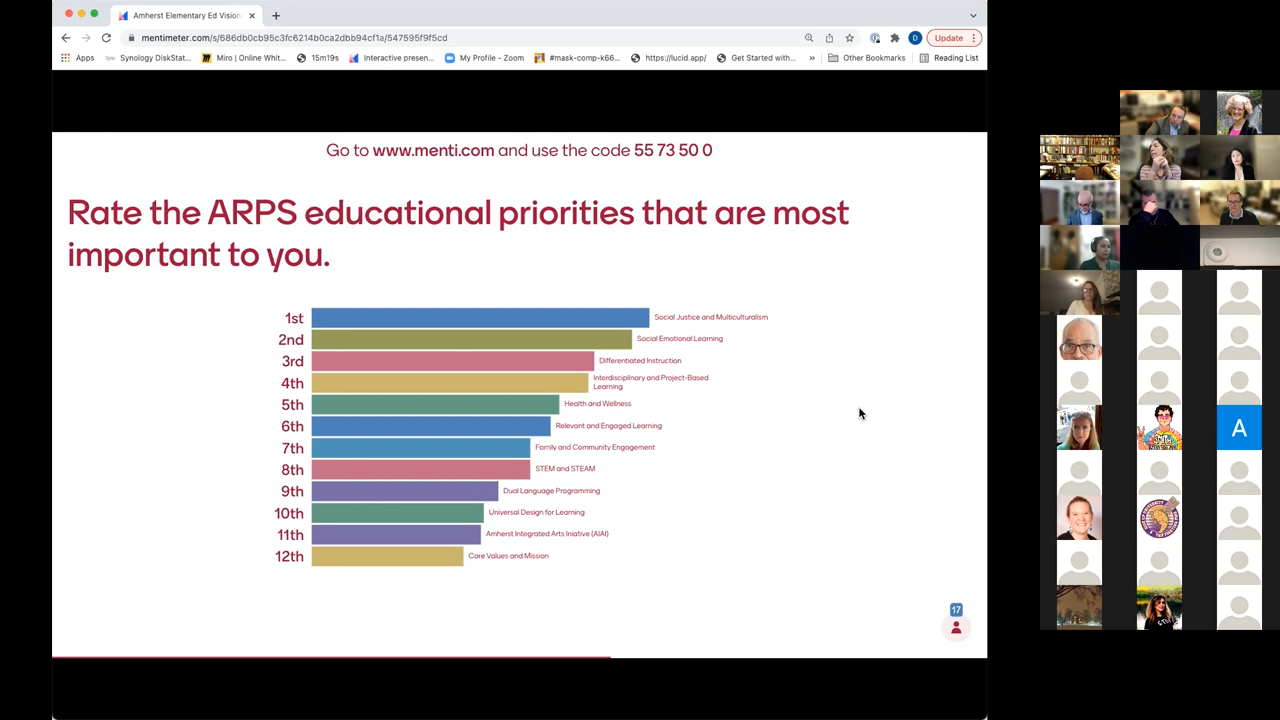 Amherst Elementary Ed Vision
mentimeter.com/s/686db0cb95c3fc6214b0ca2dbb94cf1a/547595f9f5cd
D
Update
Apps
Synology DiskStat...
Miro | Online Whit...
15m19s
Interactive presen...
My Profile - Zoom
#mask-comp-k66...
https://lucid.app/
Get Started with...
»
Other Bookmarks
Reading List
Go to www.menti.com and use the code 55 73 50 0
Rate the ARPS educational priorities that are most
important to you.
1st Social Justice and Multiculturalism
2nd Social Emotional Learning
3rd Differentiated Instruction
4th Interdisciplinary and Project-Based
Learning
5th Health and Wellness
6th Relevant and Engaged Learning
7th Family and Community Engagement
8th STEM and STEAM
9th Dual Language Programming
10th Universal Design for Learning
11th Amherst Integrated Arts Iniative (AIAI)
12th Core Values and Mission
17
A